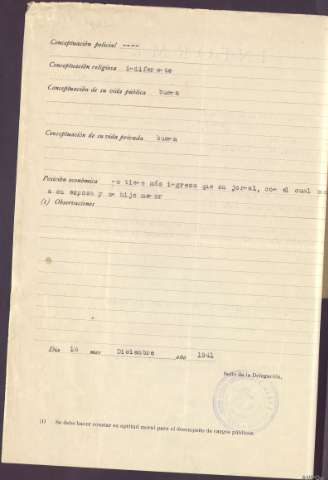 Conceptuación policial ----
Conceptuación religiosa indiferente
Conceptuación de su vida pública buena
Conceptuación de su vida privada buena
Posición económica no tiene más ingreso que su jornal, con el cual
a su esposa y un hijo menor
(1) Observaciones
Día 16 mes Diciembre año 1941
Sello de la Delegación,
(1) Se debe hacer constar su aptitud moral para el desempeño de cargos públicos.